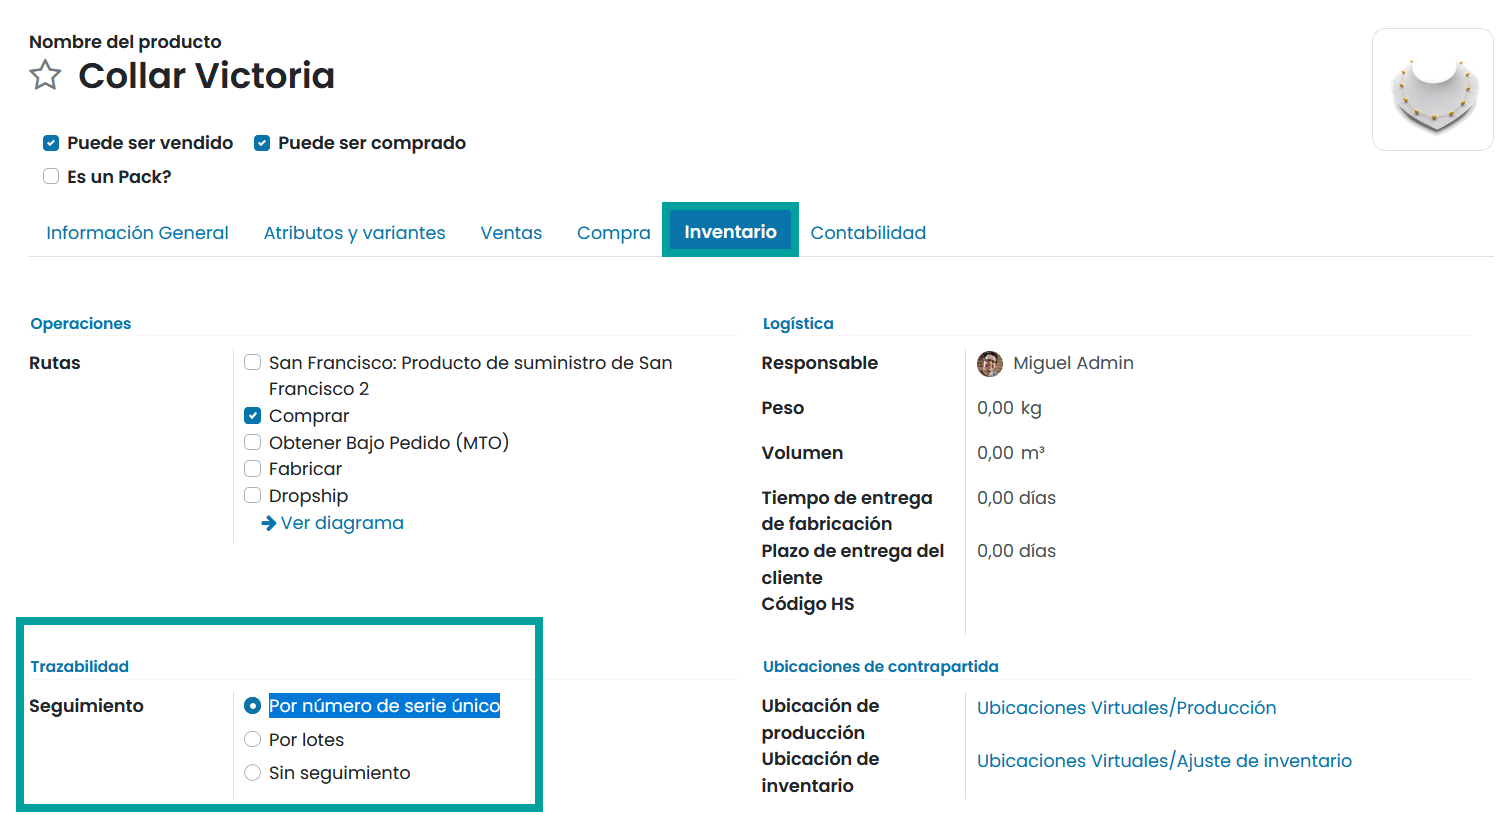 Nombre del producto
Collar Victoria
Puede ser vendido Puede ser comprado
Es un Pack?
Información General Atributos y variantes Ventas Compra Inventario Contabilidad
Operaciones
Rutas
San Francisco: Producto de suministro de San
Francisco 2
Comprar
Obtener Bajo Pedido (MTO)
Fabricar
Dropship
Ver diagrama
Logística
Responsable Miguel Admin
Peso 0,00 kg
Volumen 0,00 m³
Tiempo de entrega 0,00 días
de fabricación
Plazo de entrega del 0,00 días
cliente
Código HS
Trazabilidad
Seguimiento Por número de serie único
Por lotes
Sin seguimiento
Ubicaciones de contrapartida
Ubicación de Ubicaciones Virtuales/Producción
producción
Ubicación de Ubicaciones Virtuales/Ajuste de inventario
inventario